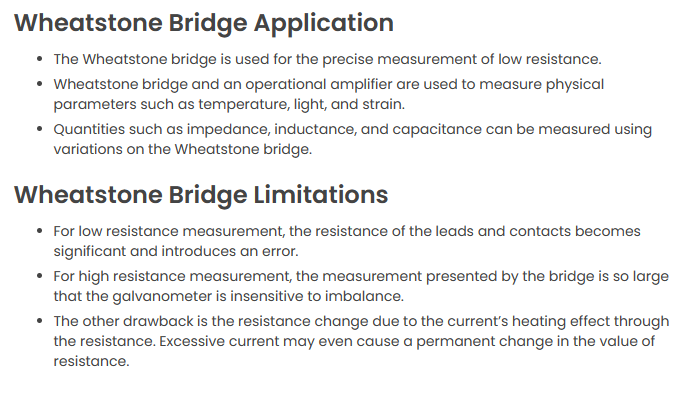 Wheatstone Bridge Application
• The Wheatstone bridge is used for the precise measurement of low resistance.
• Wheatstone bridge and an operational amplifier are used to measure physical
parameters such as temperature, light, and strain.
• Quantities such as impedance, inductance, and capacitance can be measured using
variations on the Wheatstone bridge.
Wheatstone Bridge Limitations
• For low resistance measurement, the resistance of the leads and contacts becomes
significant and introduces an error.
• For high resistance measurement, the measurement presented by the bridge is so large
that the galvanometer is insensitive to imbalance.
• The other drawback is the resistance change due to the current’s heating effect through
the resistance. Excessive current may even cause a permanent change in the value of
resistance.